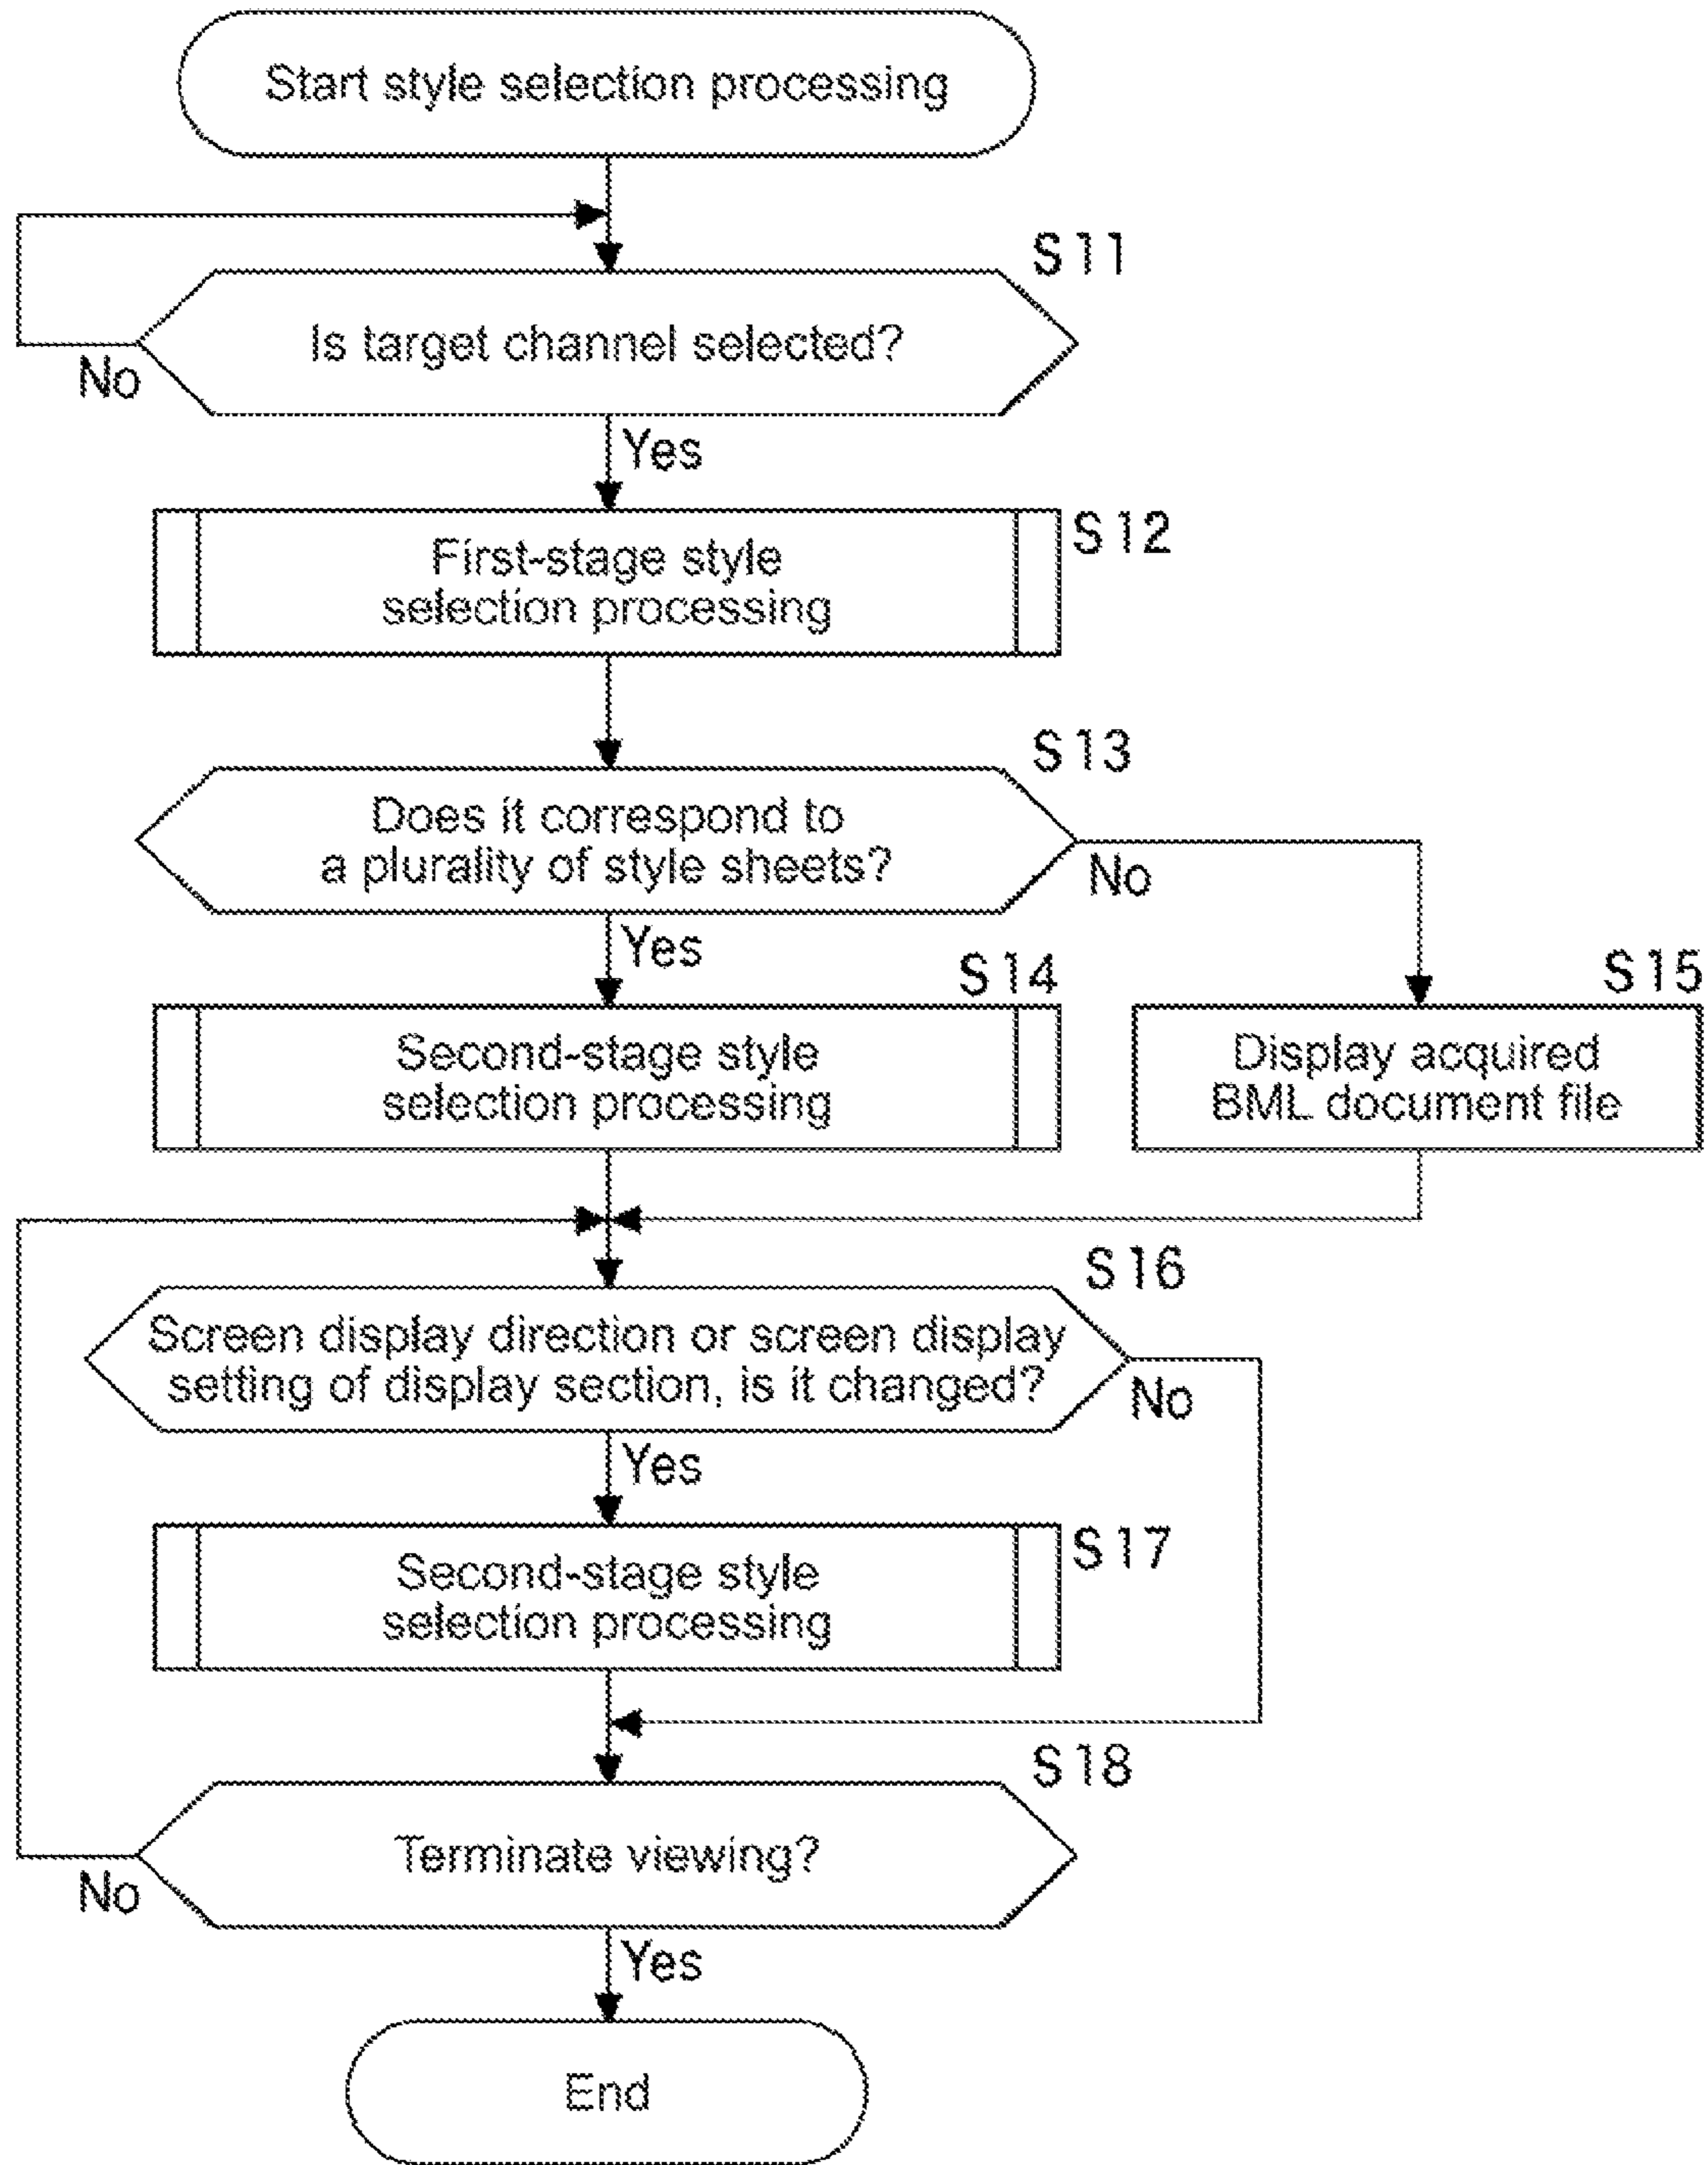 Start style selection processing
S11
Is target channel selected?
No
Yes
S12
First-stage style
selection processing
S13
Does it correspond to
a plurality of style sheets?
No
Yes
S14
Second-stage style
selection processing
S15
Display acquired
BML document file
S16
Screen display direction or screen display
setting of display section, is it changed?
No
Yes
S17
Second-stage style
selection processing
S18
Terminate viewing?
No
Yes
End